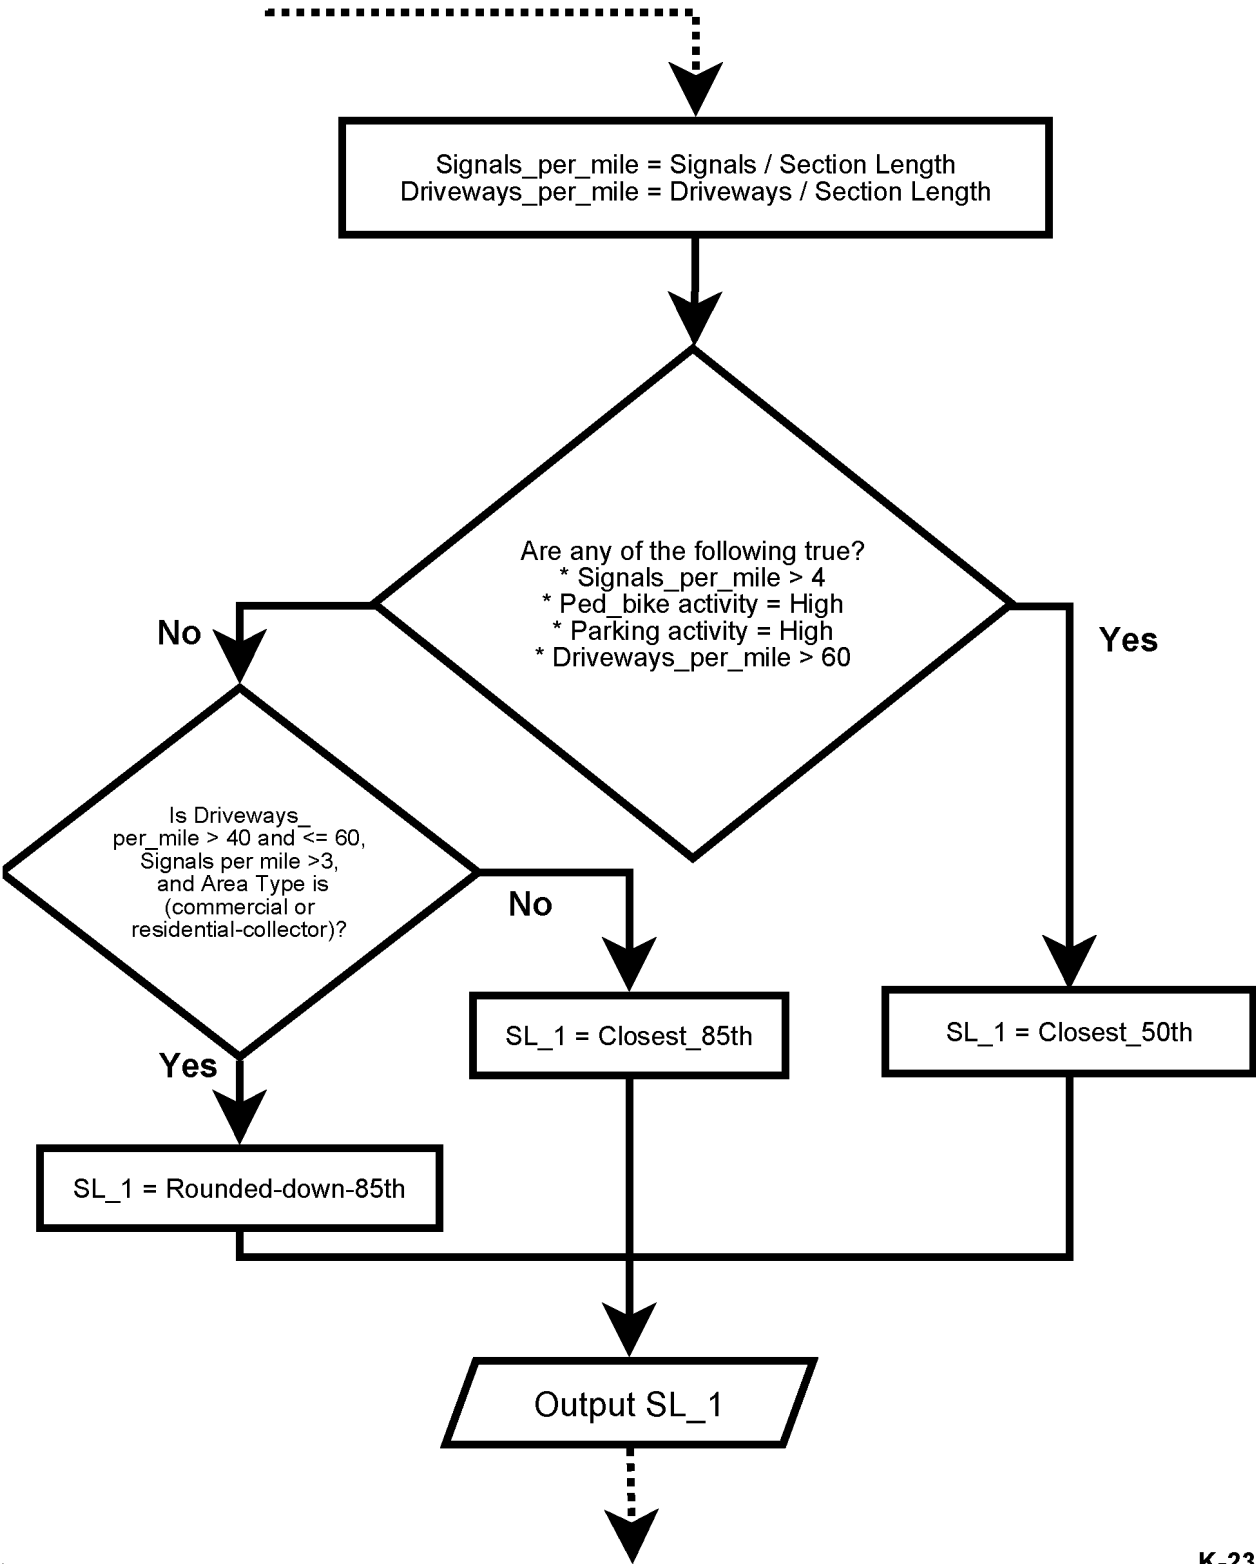 Signals_per_mile = Signals / Section Length
Driveways_per_mile = Driveways / Section Length
Are any of the following true?
* Signals_per_mile > 4
* Ped_bike activity = High
* Parking activity = High
* Driveways_per_mile > 60
No
Yes
Is Driveways_
per_mile > 40 and <= 60,
Signals per mile >3,
and Area Type is
(commercial or
residential-collector)?
No
Yes
SL_1 = Closest_85th
SL_1 = Closest_50th
SL_1 = Rounded-down-85th
Output SL_1
K-23